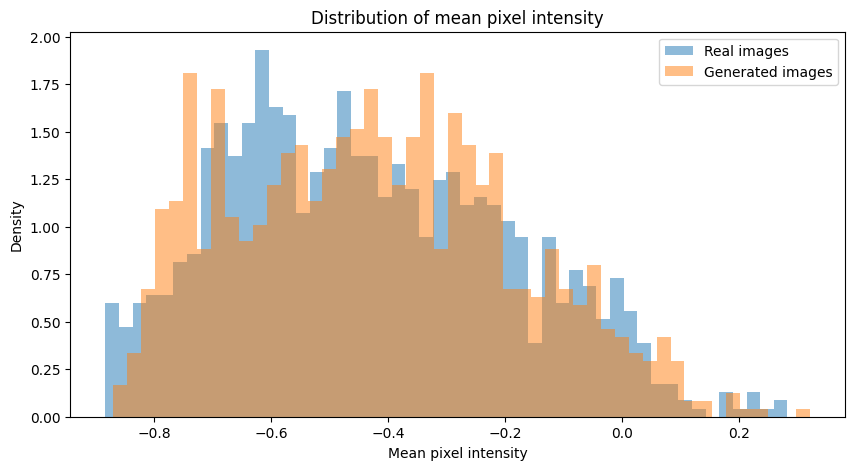 Distribution of mean pixel intensity
Real images
Generated images
2.00
1.75
1.50
1.25
1.00
0.75
0.50
0.25
0.00
Density
−0.8 −0.6 −0.4 −0.2 0.0 0.2
Mean pixel intensity